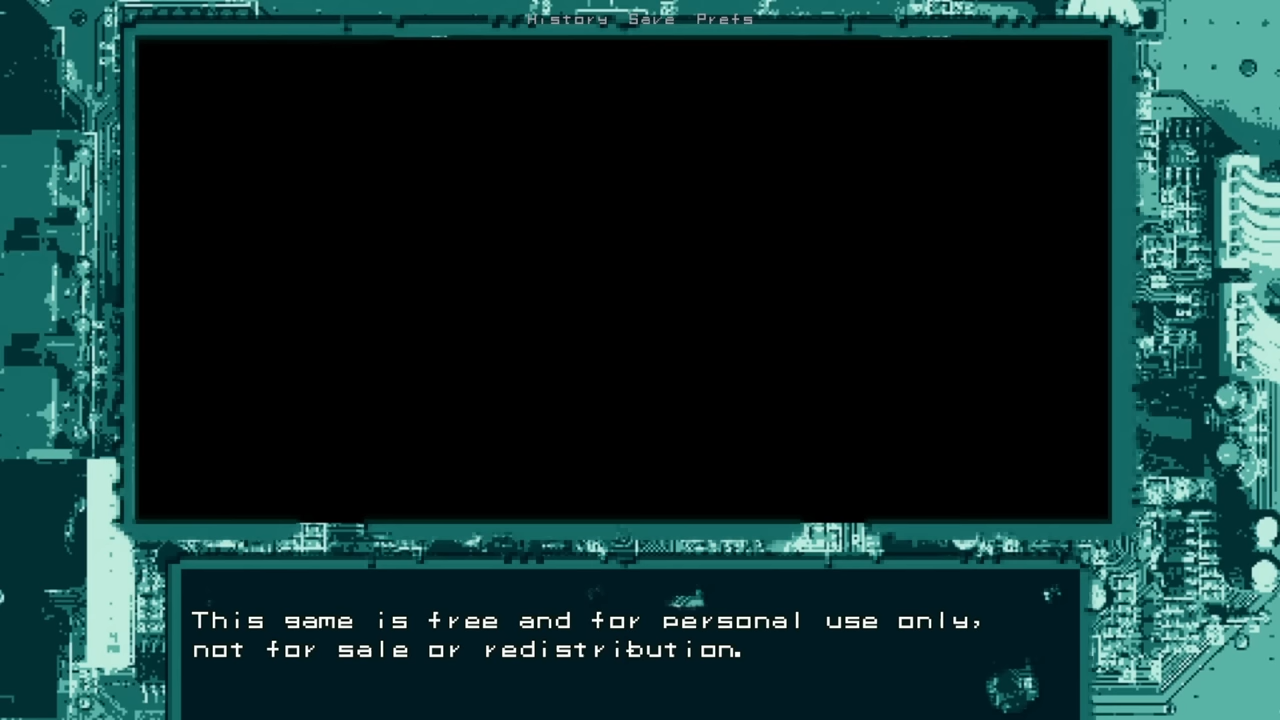 History Save Prefs
This game is free and for personal use only,
not for sale or redistribution.